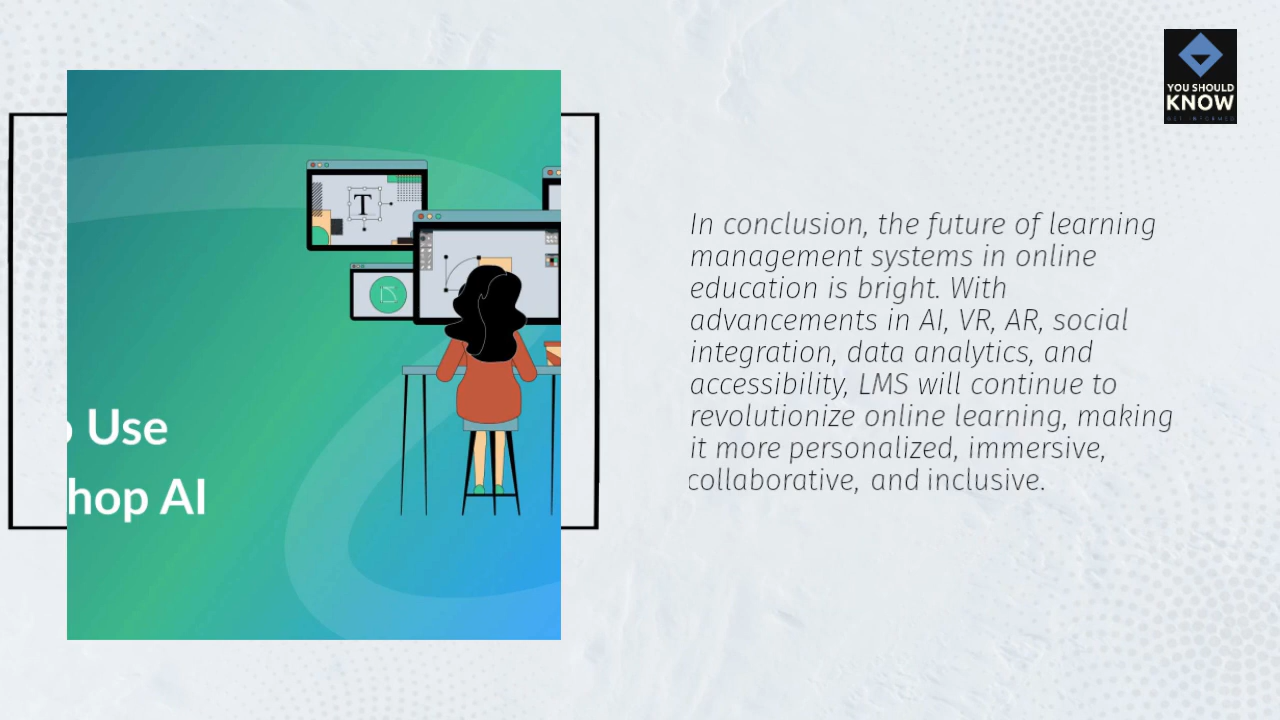 YOU SHOULD
KNOW
GET INFORMED
In conclusion, the future of learning
management systems in online
education is bright. With
advancements in AI, VR, AR, social
integration, data analytics, and
accessibility, LMS will continue to
revolutionize online learning, making
it more personalized, immersive,
collaborative, and inclusive.
T
Use
hop AI